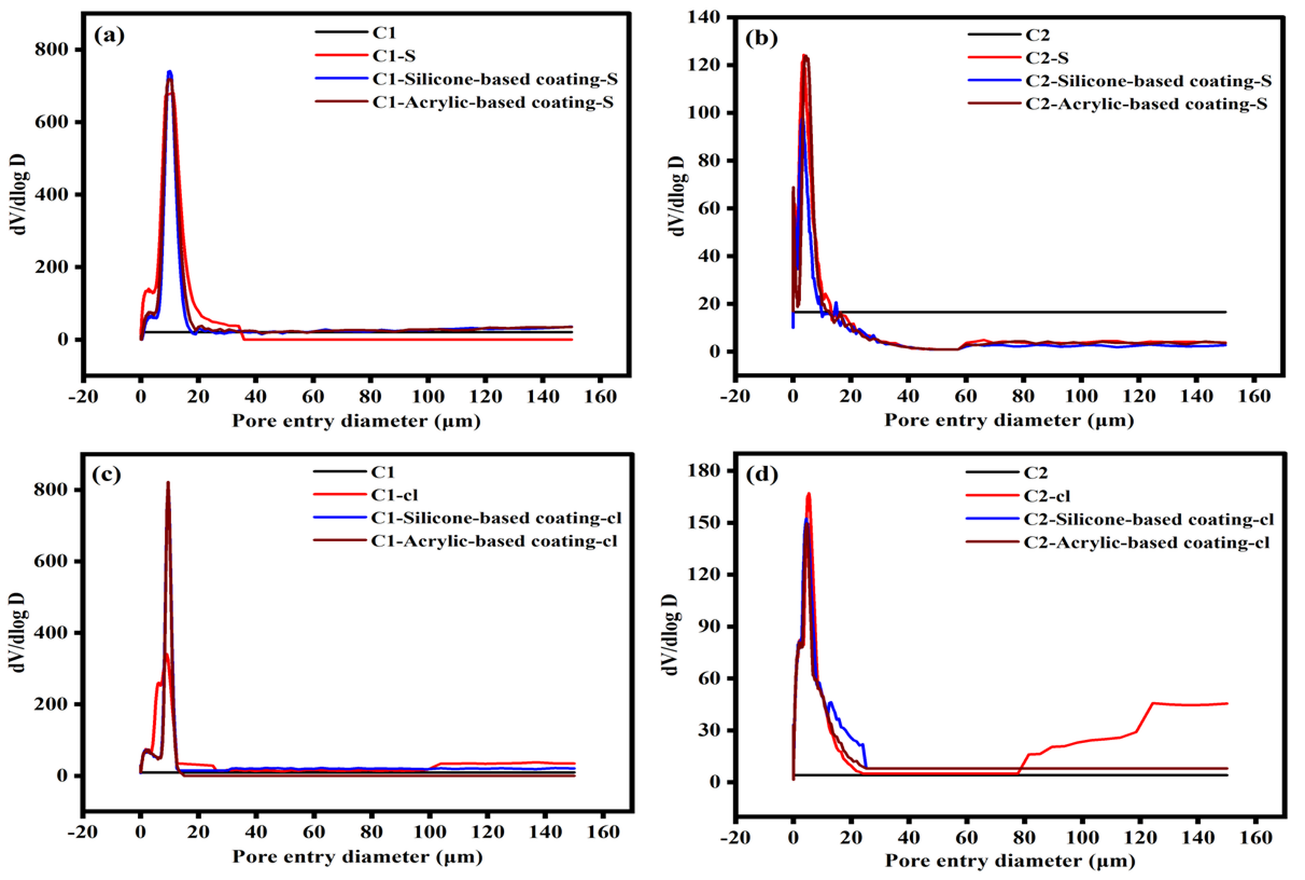 (a)
C1
C1-S
C1-Silicone-based coating-S
C1-Acrylic-based coating-S
800
600
400
200
0
dV/dlog D
-20 0 20 40 60 80 100 120 140 160
Pore entry diameter (μm)
(b)
C2
C2-S
C2-Silicone-based coating-S
C2-Acrylic-based coating-S
140
120
100
80
60
40
20
0
dV/dlog D
-20 0 20 40 60 80 100 120 140 160
Pore entry diameter (μm)
(c)
C1
C1-cl
C1-Silicone-based coating-cl
C1-Acrylic-based coating-cl
800
600
400
200
0
dV/dlog D
-20 0 20 40 60 80 100 120 140 160
Pore entry diameter (μm)
(d)
C2
C2-cl
C2-Silicone-based coating-cl
C2-Acrylic-based coating-cl
180
150
120
90
60
30
0
dV/dlog D
-20 0 20 40 60 80 100 120 140 160
Pore entry diameter (μm)